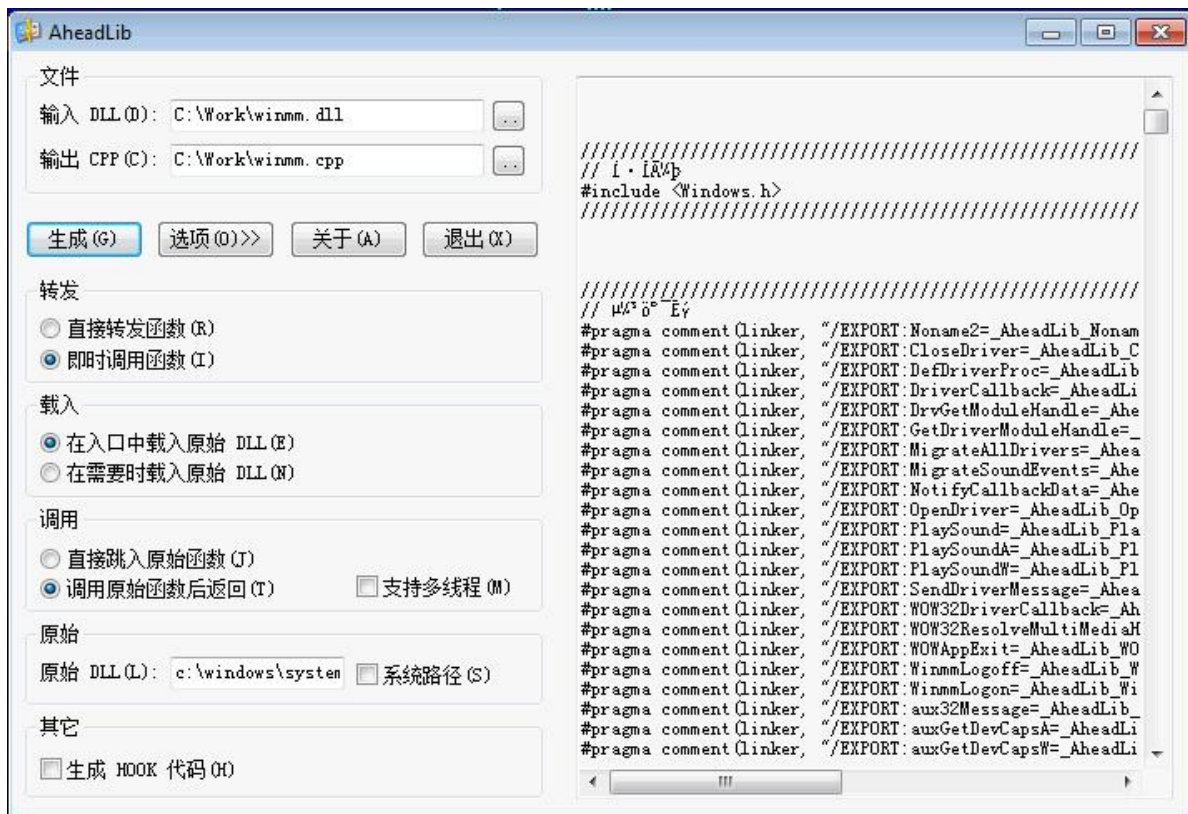 AheadLib
文件
输入 DLL(D): C:\Work\winmm.dll ..
输出 CPP(C): C:\Work\winmm.cpp ..
生成(G) 选项(O)>> 关于(A) 退出(X)
转发
直接转发函数(R)
即时调用函数(I)
载入
在入口中载入原始 DLL(E)
在需要时载入原始 DLL(N)
调用
直接跳入原始函数(J)
调用原始函数后返回(T) 支持多线程(M)
原始
原始 DLL(L): c:\windows\system 系统路径(S)
其它
生成 HOOK 代码(H)
////////////////////////////////////////////////////////
//
#include <Windows.h>
////////////////////////////////////////////////////////
////////////////////////////////////////////////////////
//
#pragma comment(linker, "/EXPORT:Noname2=_AheadLib_Nonam
#pragma comment(linker, "/EXPORT:CloseDriver=_AheadLib_C
#pragma comment(linker, "/EXPORT:DefDriverProc=_AheadLib
#pragma comment(linker, "/EXPORT:DriverCallback=_AheadLi
#pragma comment(linker, "/EXPORT:DrvGetModuleHandle=_Ahe
#pragma comment(linker, "/EXPORT:GetDriverModuleHandle=_
#pragma comment(linker, "/EXPORT:MigrateAllDrivers=_Ahea
#pragma comment(linker, "/EXPORT:MigrateSoundEvents=_Ahe
#pragma comment(linker, "/EXPORT:NotifyCallbackData=_Ahe
#pragma comment(linker, "/EXPORT:OpenDriver=_AheadLib_Op
#pragma comment(linker, "/EXPORT:PlaySound=_AheadLib_Pla
#pragma comment(linker, "/EXPORT:PlaySoundA=_AheadLib_Pl
#pragma comment(linker, "/EXPORT:PlaySoundW=_AheadLib_Pl
#pragma comment(linker, "/EXPORT:SendDriverMessage=_Ahea
#pragma comment(linker, "/EXPORT:WOW32DriverCallback=_Ah
#pragma comment(linker, "/EXPORT:WOW32ResolveMultiMediaH
#pragma comment(linker, "/EXPORT:WOWAppExit=_AheadLib_WO
#pragma comment(linker, "/EXPORT:WinmmLogoff=_AheadLib_W
#pragma comment(linker, "/EXPORT:WinmmLogon=_AheadLib_Wi
#pragma comment(linker, "/EXPORT:aux32Message=_AheadLib_
#pragma comment(linker, "/EXPORT:auxGetDevCapsA=_AheadLi
#pragma comment(linker, "/EXPORT:auxGetDevCapsW=_AheadLi